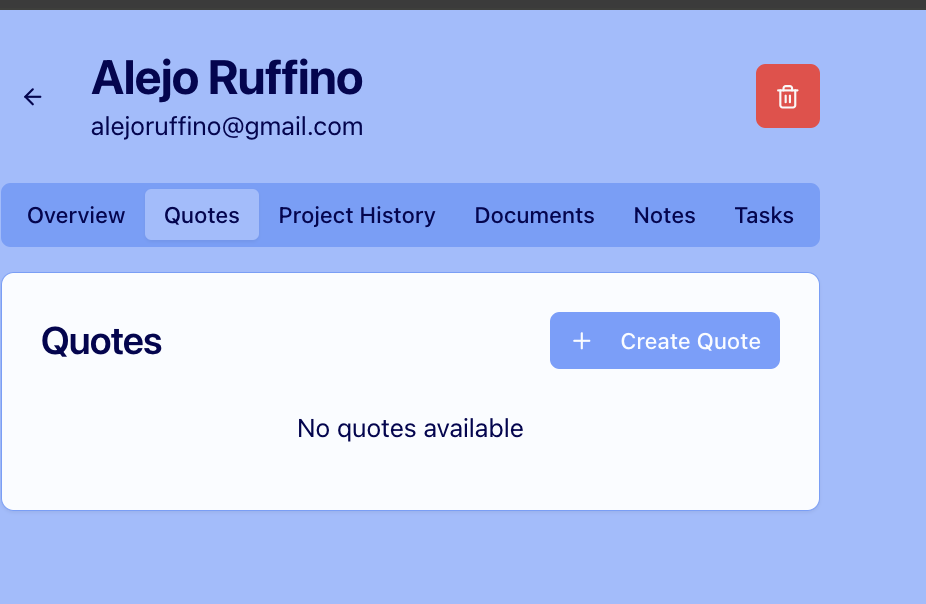 Alejo Ruffino
alejoruffino@gmail.com
Overview Quotes Project History Documents Notes Tasks
Quotes
+ Create Quote
No quotes available